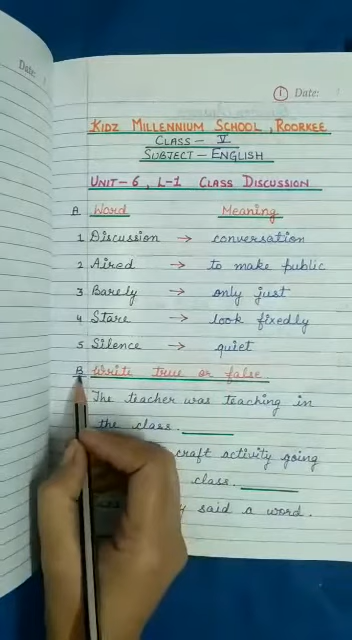 Date:
① Date:
KIDZ MILLENNIUM SCHOOL, ROORKEE
CLASS – V
SUBJECT – ENGLISH
UNIT-6, L-1 CLASS DISCUSSION
A. Word Meaning
1 Discussion → conversation
2 Aired → to make public
3 Barely → only just
4 Stare → look fixedly
5 Silence → quiet
B. Write true or false.
The teacher was teaching in
the class.
craft activity going
class.
said a word.